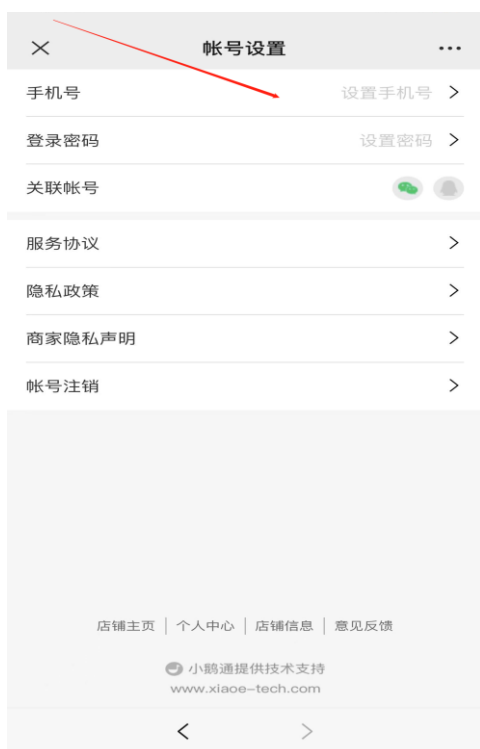 帐号设置
手机号 设置手机号
登录密码 设置密码
关联帐号
服务协议
隐私政策
商家隐私声明
帐号注销
店铺主页 | 个人中心 | 店铺信息 | 意见反馈
小鹅通提供技术支持
www.xiaoe-tech.com